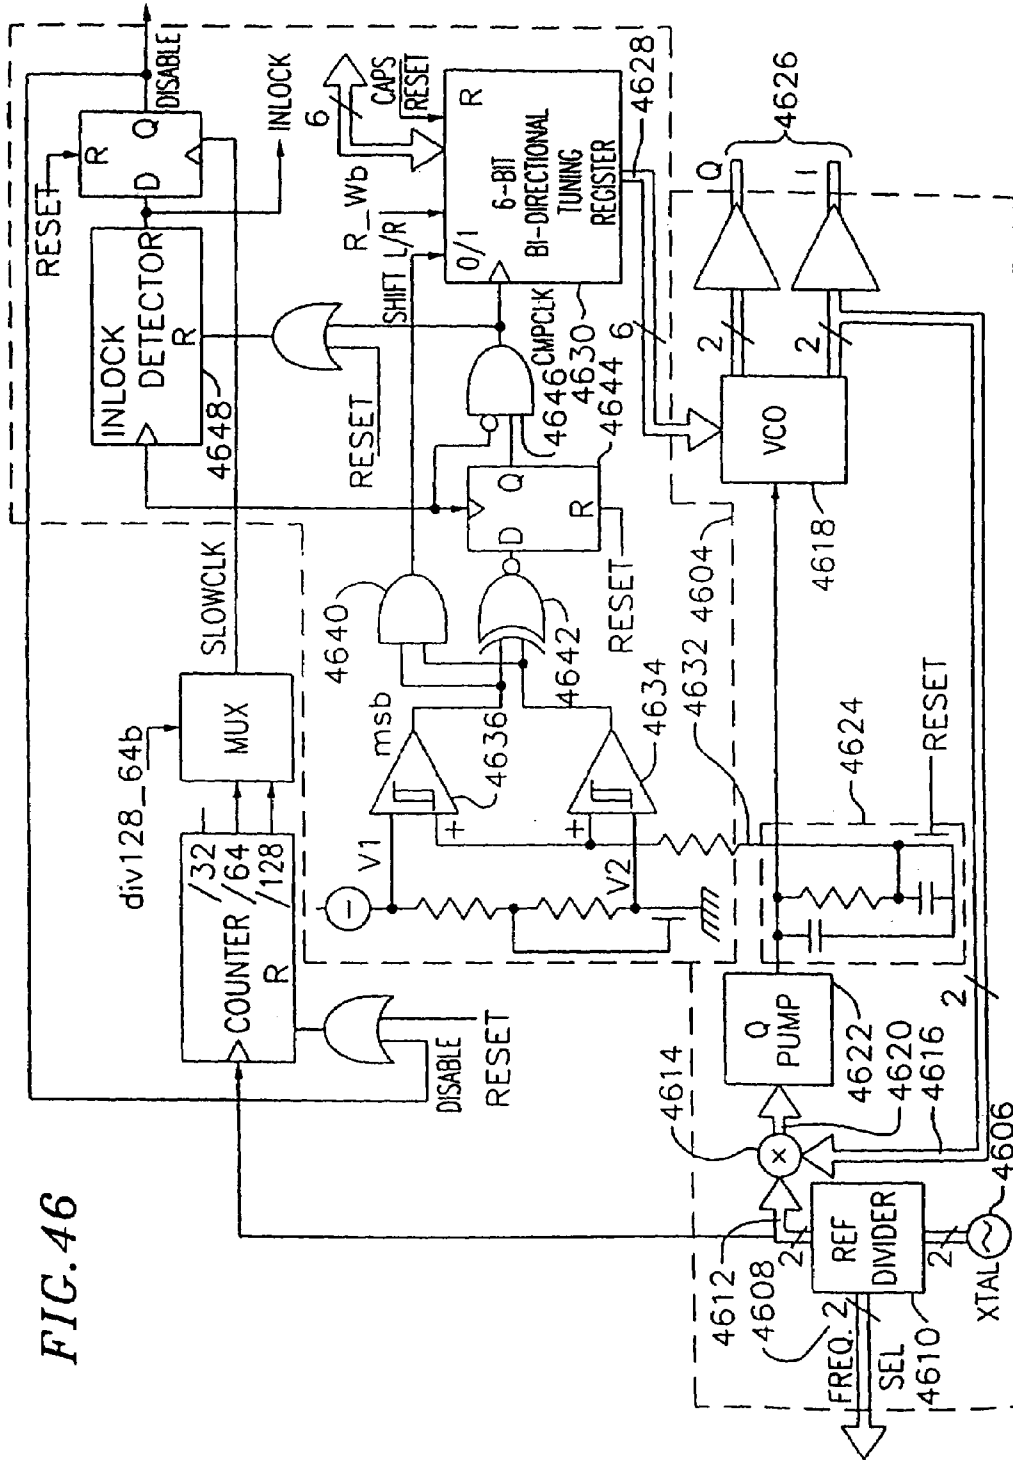 FIG.46
RESET
R
D
Q
DISABLE
INLOCK
INLOCK
DETECTOR
R
4648
SLOWCLK
MUX
div128_64b
COUNTER
/32
/64
/128
R
DISABLE
RESET
RESET
6
CAPS
RESET
R_Wb
SHIFT L/R
0/1
R
6-BIT
BI-DIRECTIONAL
TUNING
REGISTER
4628
CMPCLK
4646
4630
4644
6
D
Q
R
RESET
4640
4642
msb
4636
4634
4632
4604
V1
V2
+
+
–
4624
RESET
Q
PUMP
4622
4620
4616
4614
×
2
VCO
4618
2
2
Q
I
4626
4612
4608
2
REF
DIVIDER
2
FREQ.
SEL
2
4610
XTAL
4606